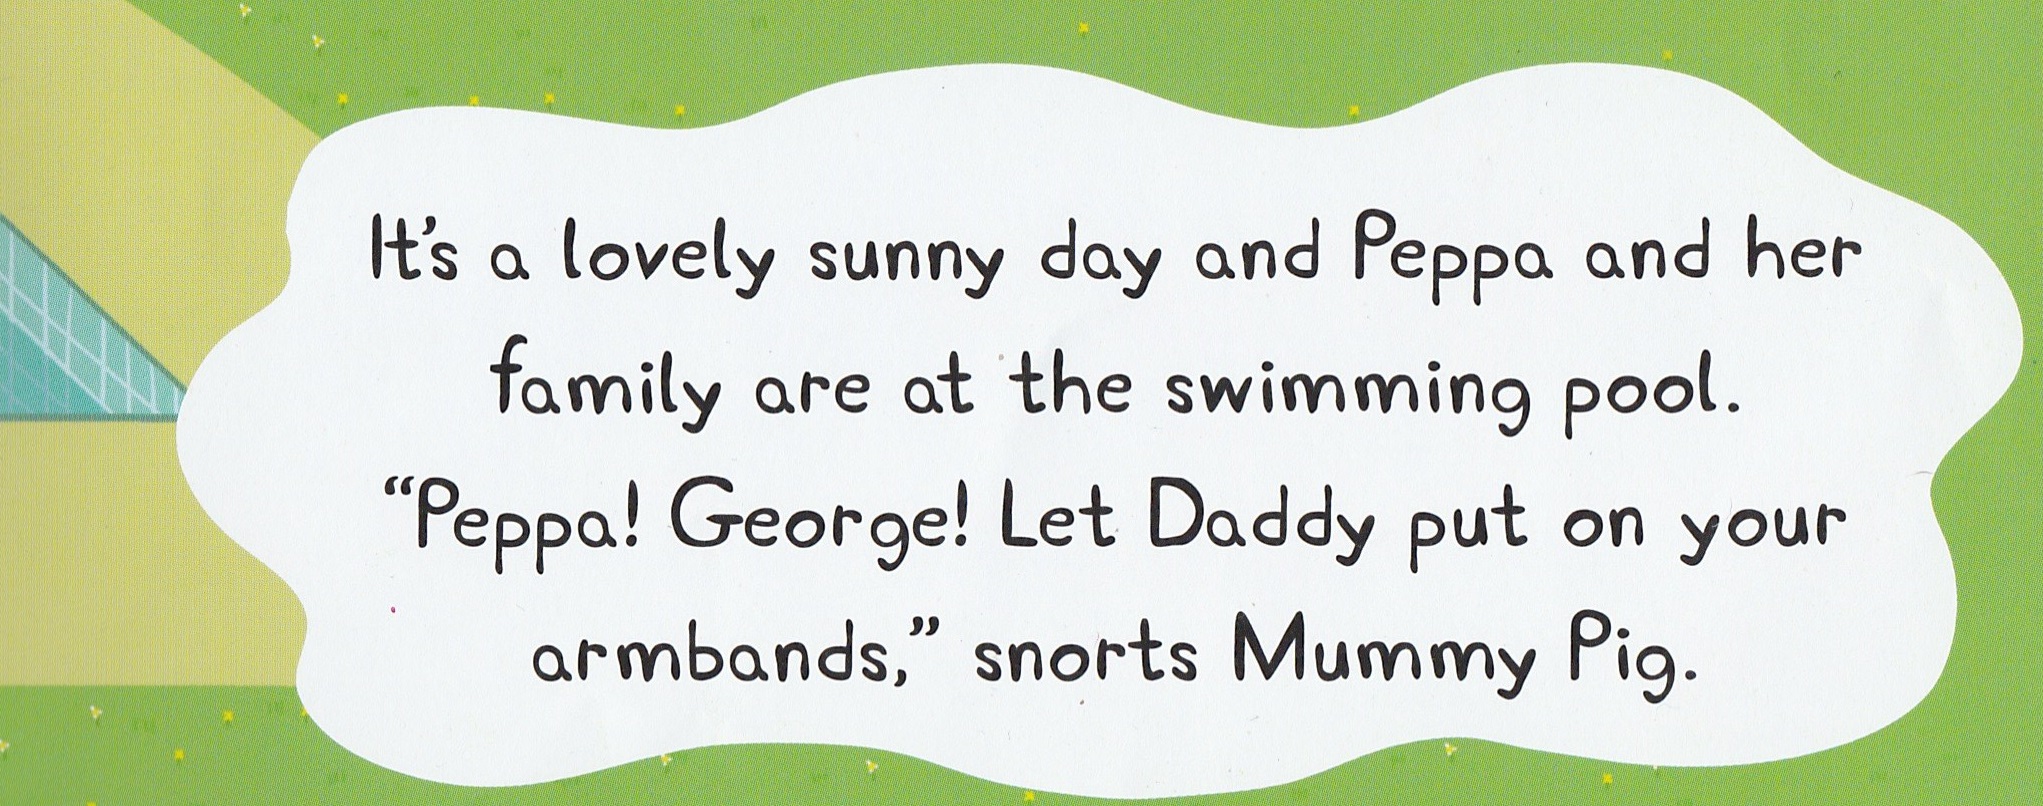 It’s a lovely sunny day and Peppa and her
family are at the swimming pool.
“Peppa! George! Let Daddy put on your
armbands,” snorts Mummy Pig.